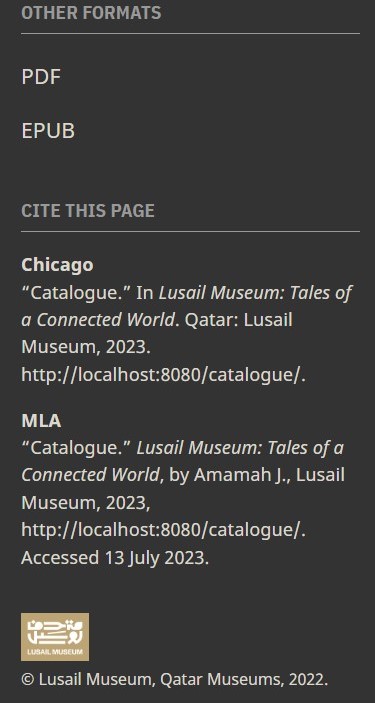 OTHER FORMATS
PDF
EPUB
CITE THIS PAGE
Chicago
“Catalogue.” In Lusail Museum: Tales of
a Connected World. Qatar: Lusail
Museum, 2023.
http://localhost:8080/catalogue/.
MLA
“Catalogue.” Lusail Museum: Tales of a
Connected World, by Amamah J., Lusail
Museum, 2023,
http://localhost:8080/catalogue/.
Accessed 13 July 2023.
LUSAIL MUSEUM
© Lusail Museum, Qatar Museums, 2022.